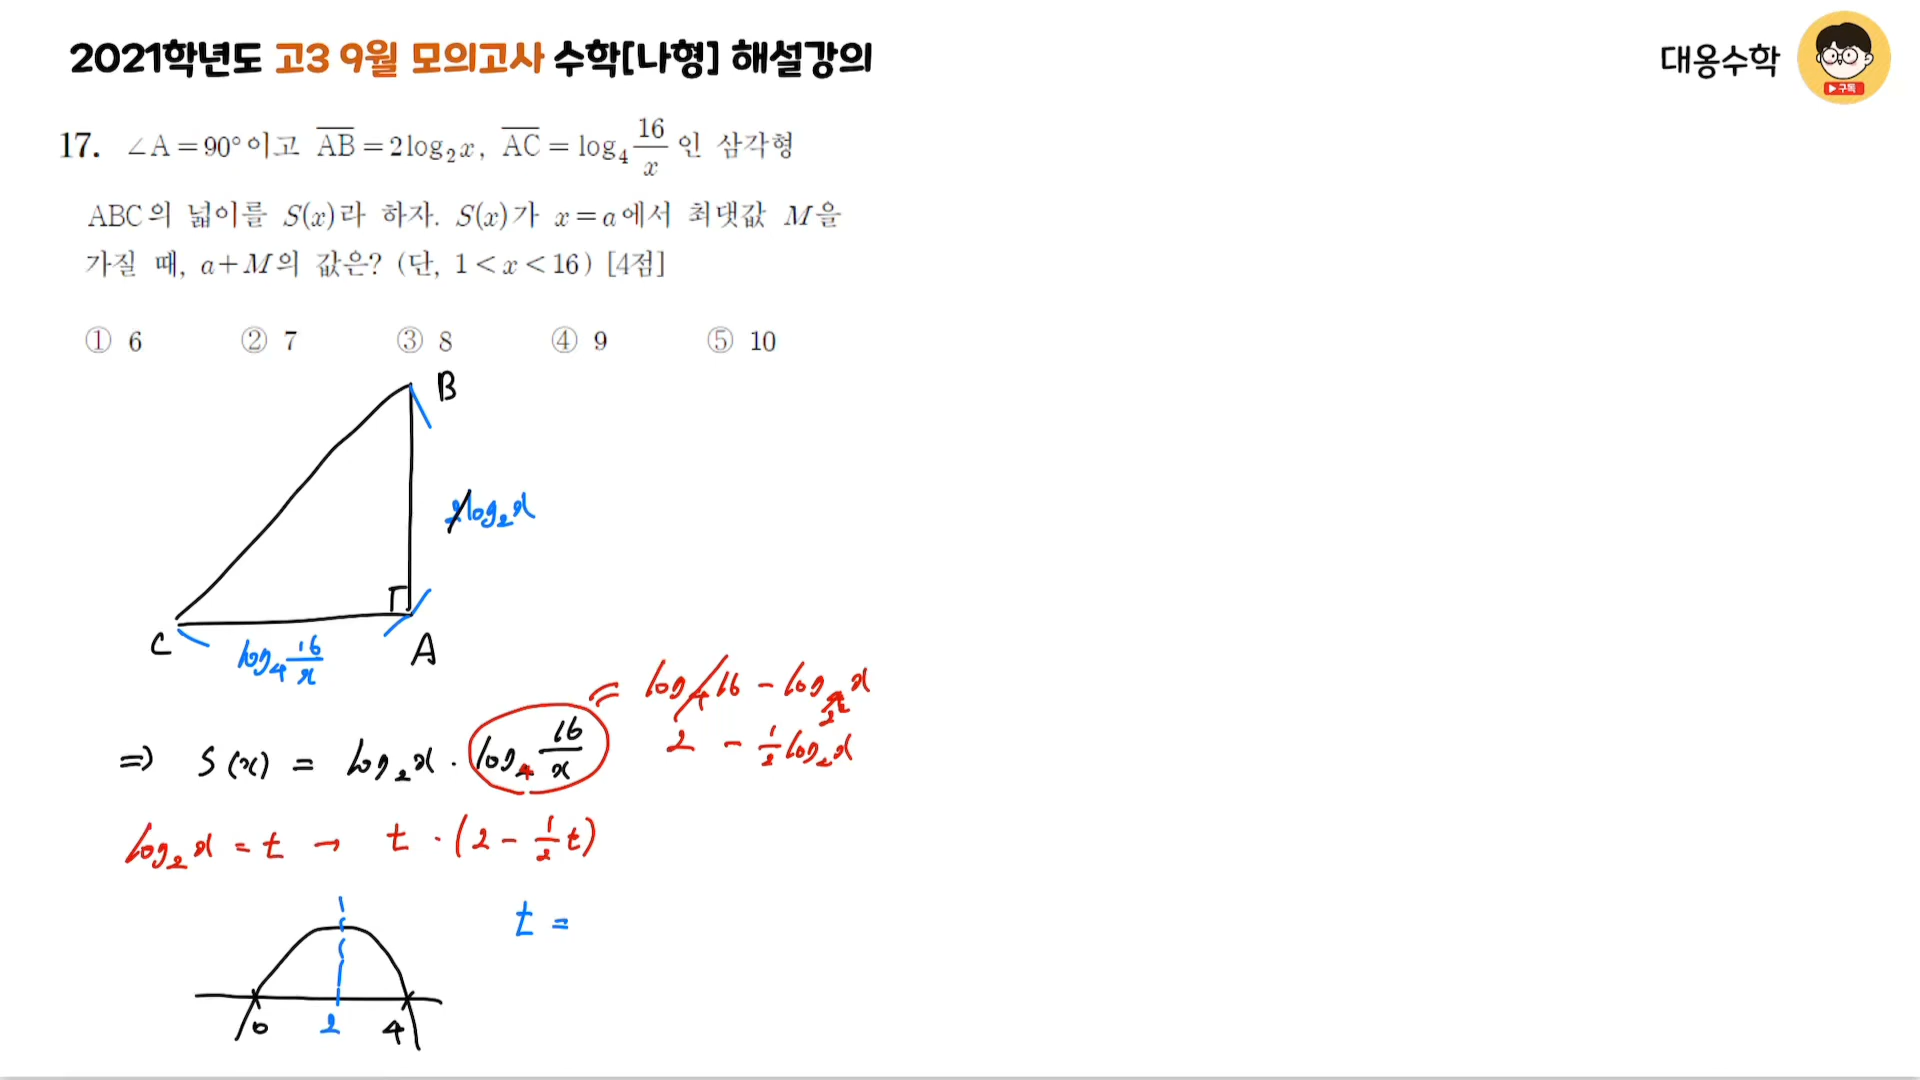 2021학년도 고3 9월 모의고사 수학[나형] 해설강의
대웅수학
▶구독
17. ∠A=90°이고 AB=2log₂x, AC=log₄ 16/x 인 삼각형
ABC의 넓이를 S(x)라 하자. S(x)가 x=a에서 최댓값 M을
가질 때, a+M의 값은? (단, 1<x<16) [4점]
① 6 ② 7 ③ 8 ④ 9 ⑤ 10
B
2log₂x
C
A
log₄ 16/x
= log₄16 - log₂²x
2 - 1/2 log₂x
⇒ S(x) = log₂x · log₄ 16/x
log₂x = t → t · (2 - 1/2 t)
t =
0 2 4